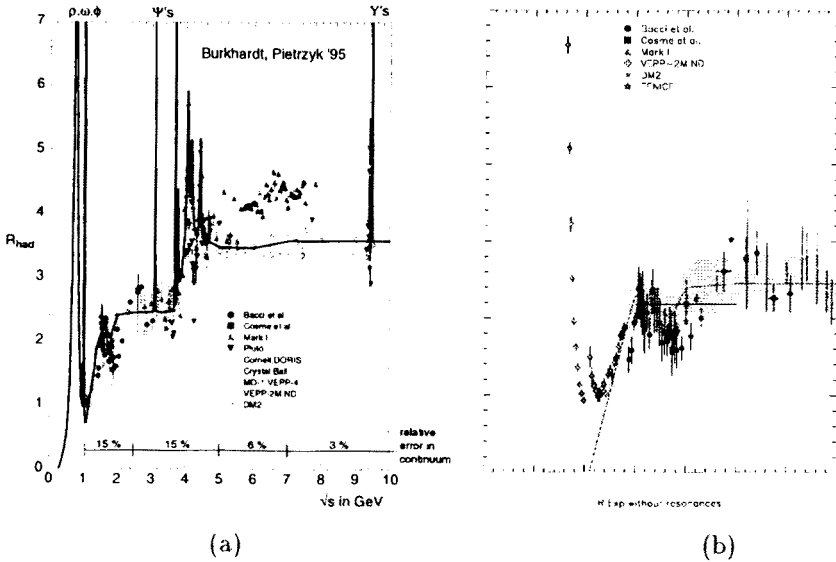 ρ,ω,ϕ Ψ's Υ's
7
6
5
4
3
2
1
0
Burkhardt, Pietrzyk '95
R_had
Bacci et al.
Cosme et al.
Mark I
Pluto
Cornell,DORIS
Crystal Ball
MD-1 VEPP-4
VEPP-2M ND
DM2
15 % 15 % 6 % 3 %
relative
error in
continuum
0 1 2 3 4 5 6 7 8 9 10
√s in GeV
(a)
Bacci et al.
Cosme et al.
Mark I
VEPP-2M ND
DM2
FENICE
R Exp without resonances
(b)